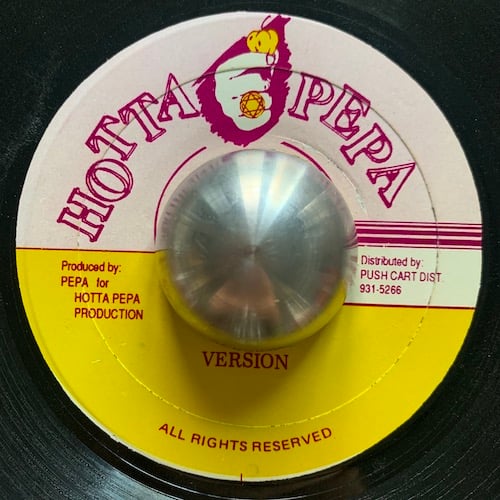 HOTTA PEPA
Produced by:
PEPA for
HOTTA PEPA
PRODUCTION
Distributed by:
PUSH CART DIST.
931-5266
VERSION
ALL RIGHTS RESERVED